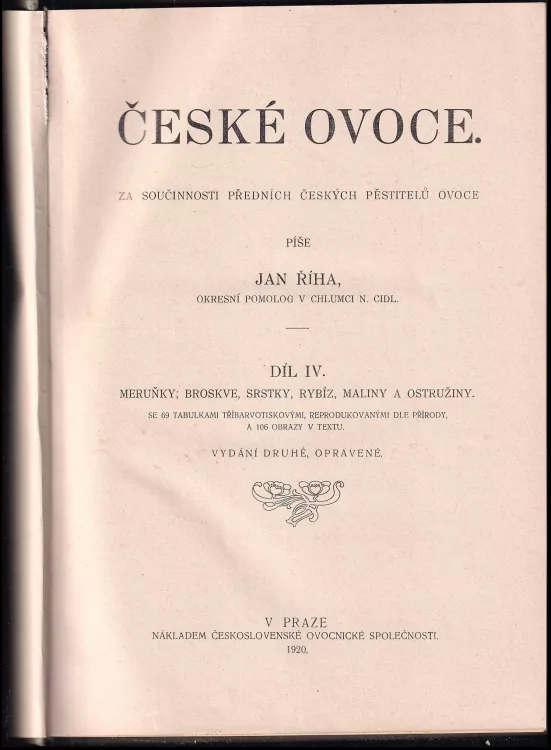 ČESKÉ OVOCE.
ZA SOUČINNOSTI PŘEDNÍCH ČESKÝCH PĚSTITELŮ OVOCE
PÍŠE
JAN ŘÍHA,
OKRESNÍ POMOLOG V CHLUMCI N. CIDL.
DÍL IV.
MERUŇKY, BROSKVE, SRSTKY, RYBÍZ, MALINY A OSTRUŽINY.
SE 69 TABULKAMI TŘÍBARVOTISKOVÝMI, REPRODUKOVANÝMI DLE PŘÍRODY,
A 106 OBRAZY V TEXTU.
VYDÁNÍ DRUHÉ, OPRAVENÉ.
V PRAZE
NÁKLADEM ČESKOSLOVENSKÉ OVOCNICKÉ SPOLEČNOSTI.
1920.